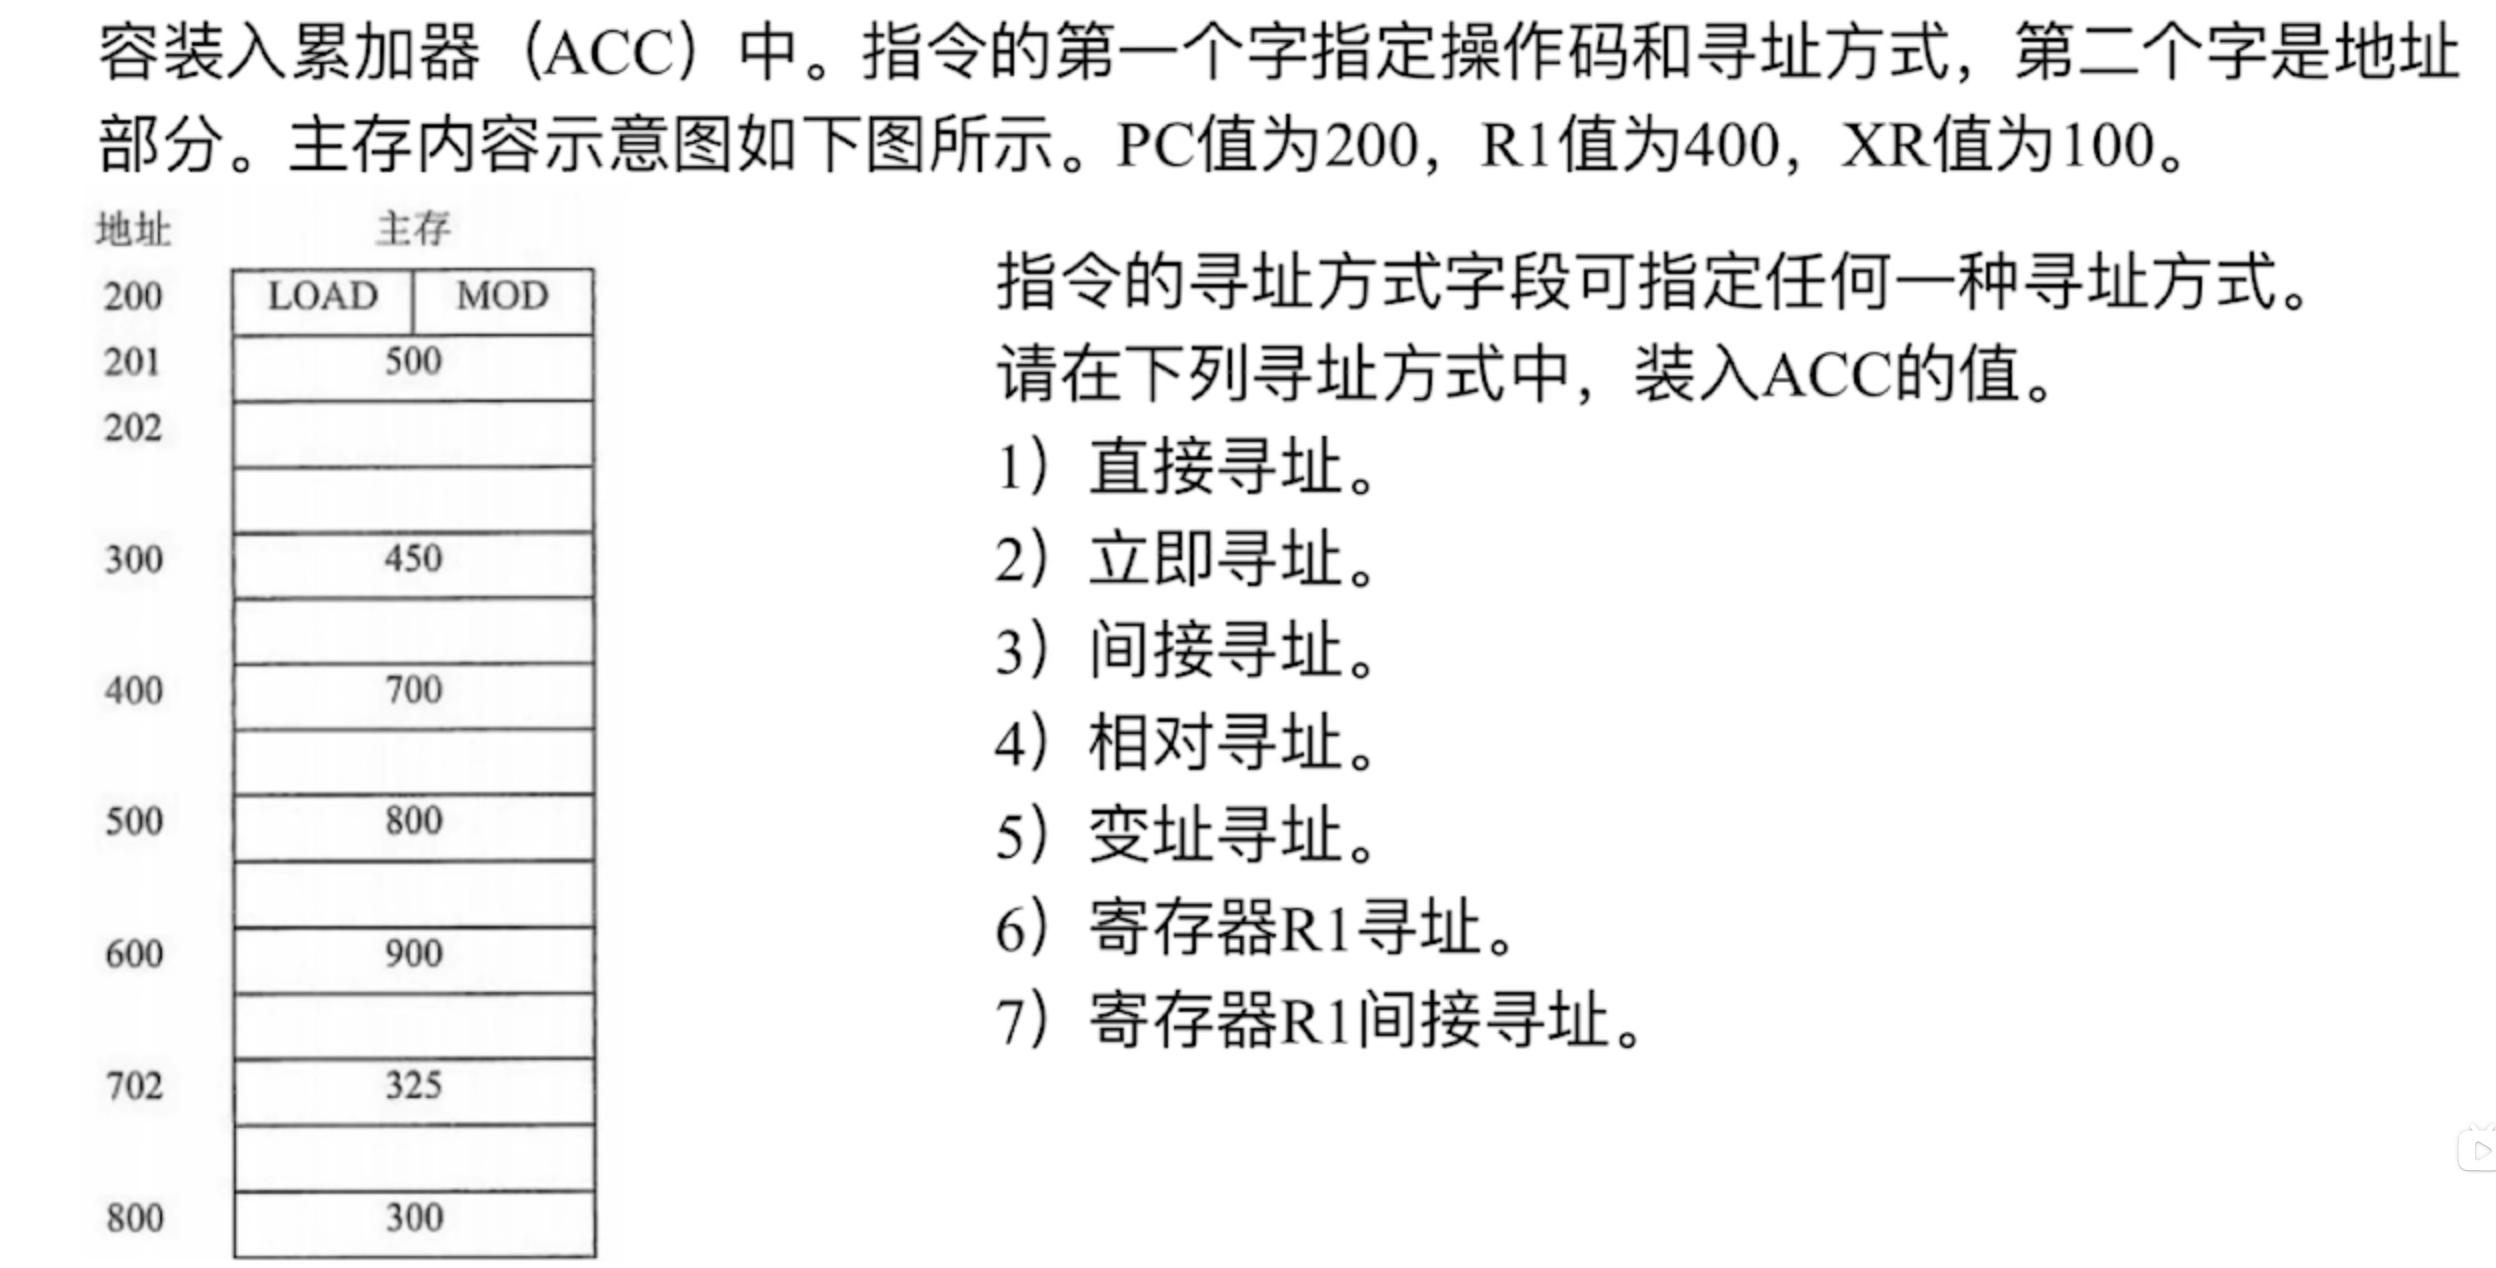 容装入累加器（ACC）中。指令的第一个字指定操作码和寻址方式，第二个字是地址
部分。主存内容示意图如下图所示。PC值为200，R1值为400，XR值为100。
地址 主存
200 LOAD MOD
201 500
202
300 450
400 700
500 800
600 900
702 325
800 300
指令的寻址方式字段可指定任何一种寻址方式。
请在下列寻址方式中，装入ACC的值。
1）直接寻址。
2）立即寻址。
3）间接寻址。
4）相对寻址。
5）变址寻址。
6）寄存器R1寻址。
7）寄存器R1间接寻址。